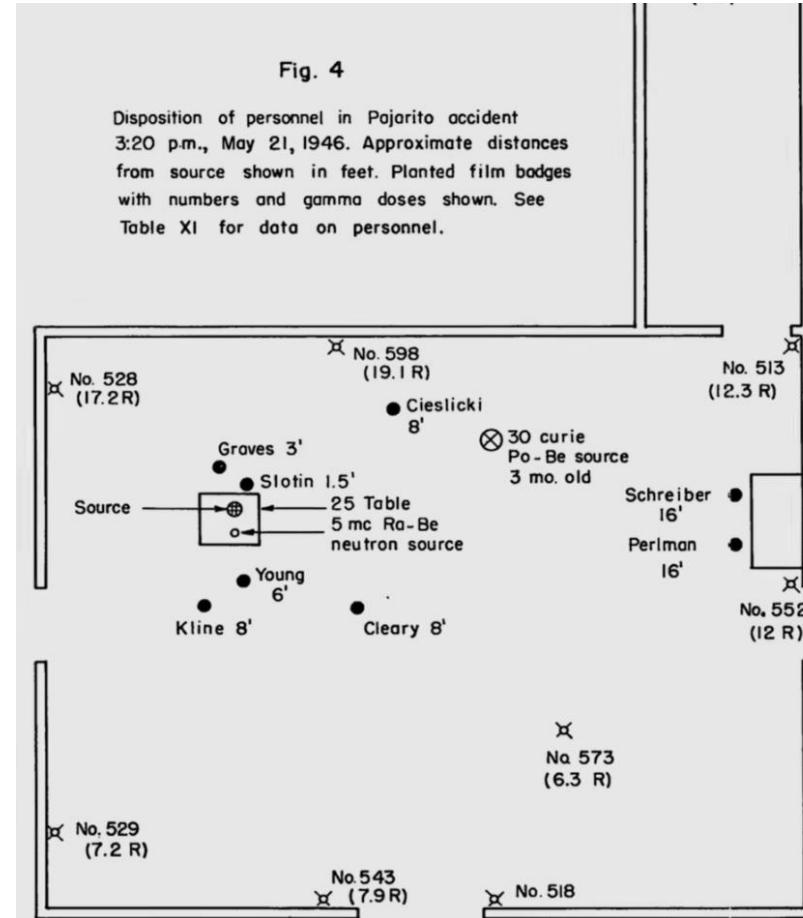 Fig. 4
Disposition of personnel in Pajarito accident
3:20 p.m., May 21, 1946. Approximate distances
from source shown in feet. Planted film badges
with numbers and gamma doses shown. See
Table XI for data on personnel.
No. 598
(19.1 R)
No. 513
(12.3 R)
No. 528
(17.2R)
Cieslicki
8'
30 curie
Po-Be source
3 mo. old
Graves 3'
Slotin 1.5'
Source
25 Table
5 mc Ra-Be
neutron source
Schreiber
16'
Perlman
16'
Young
6'
Kline 8'
Cleary 8'
No. 552
(12 R)
No. 573
(6.3 R)
No. 529
(7.2 R)
No. 543
(7.9 R)
No. 518